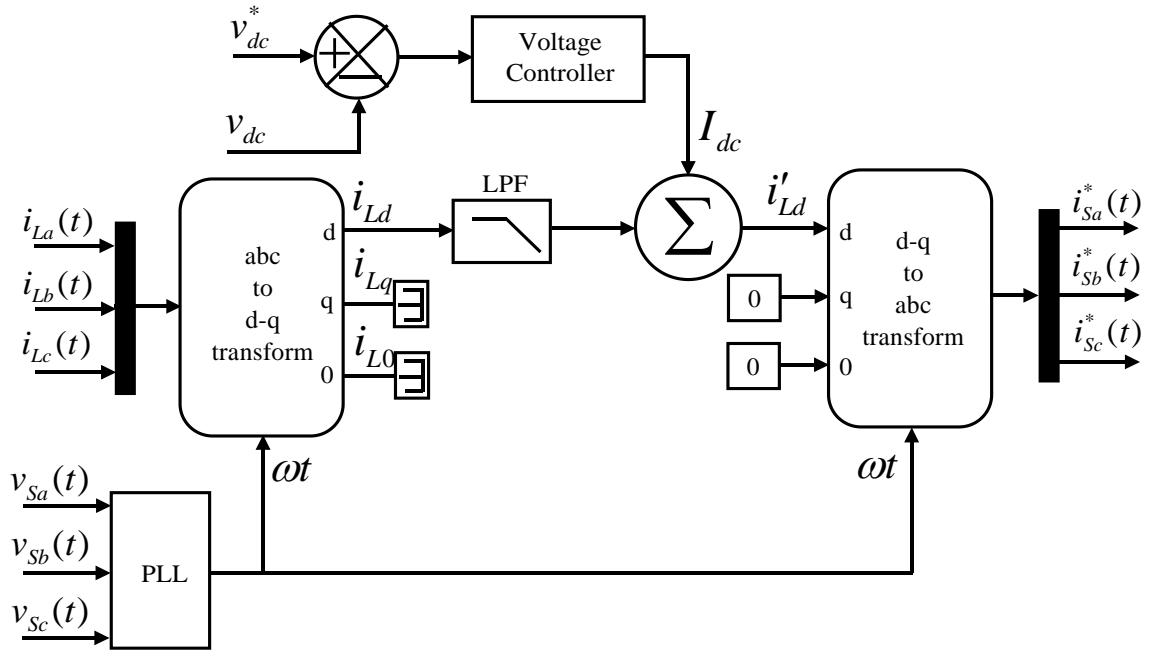 v*dc
+
−
Voltage
Controller
vdc
Idc
iLa(t)
iLb(t)
iLc(t)
abc
to
d-q
transform
d
q
0
iLd
iLq
iL0
LPF
Σ
i′Ld
0
0
d
q
0
d-q
to
abc
transform
i*Sa(t)
i*Sb(t)
i*Sc(t)
ωt
ωt
vSa(t)
vSb(t)
vSc(t)
PLL